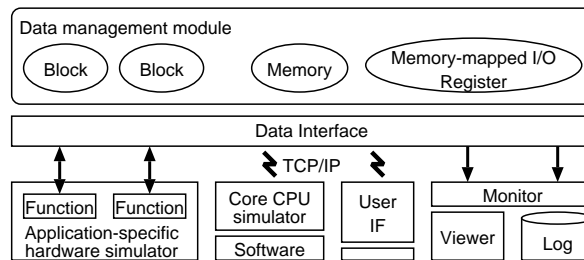 Data management module
Block
Block
Memory
Memory-mapped I/O
Register
Data Interface
TCP/IP
Function
Function
Application-specific
hardware simulator
Core CPU
simulator
Software
User
IF
Monitor
Viewer
Log